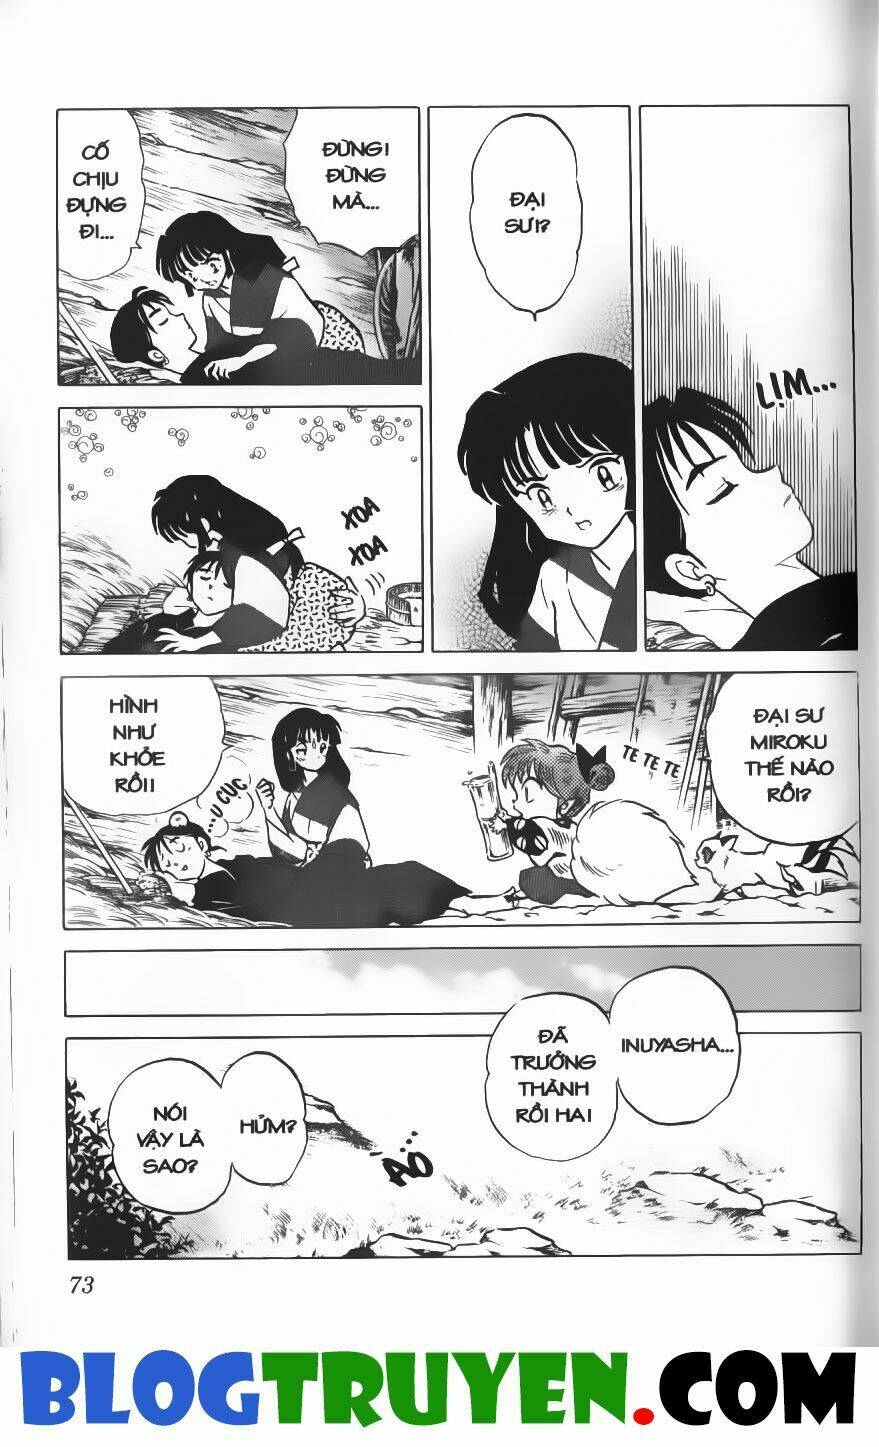 LỊM...
ĐẠI
SƯ!?
ĐỪNG!
ĐỪNG
MÀ...
CỐ
CHỊU
ĐỰNG
ĐI...
XOA
XOA
ĐẠI SƯ
MIROKU
THẾ NÀO
RỒI?
TE TE TE
HÌNH
NHƯ
KHỎE
RỒI!
...U CỤC
INUYASHA...
ĐÃ
TRƯỞNG
THÀNH
RỒI HA!
ÀO...
HỬM?
NÓI
VẬY LÀ
SAO?
73
BLOGTRUYEN.COM